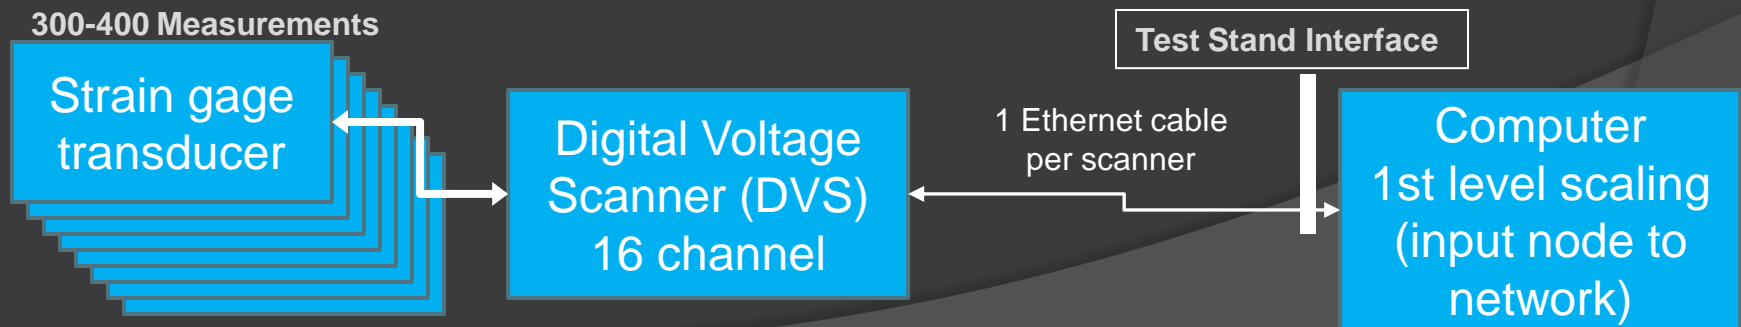 300-400 Measurements
Strain gage
transducer
Digital Voltage
Scanner (DVS)
16 channel
1 Ethernet cable
per scanner
Test Stand Interface
Computer
1st level scaling
(input node to
network)